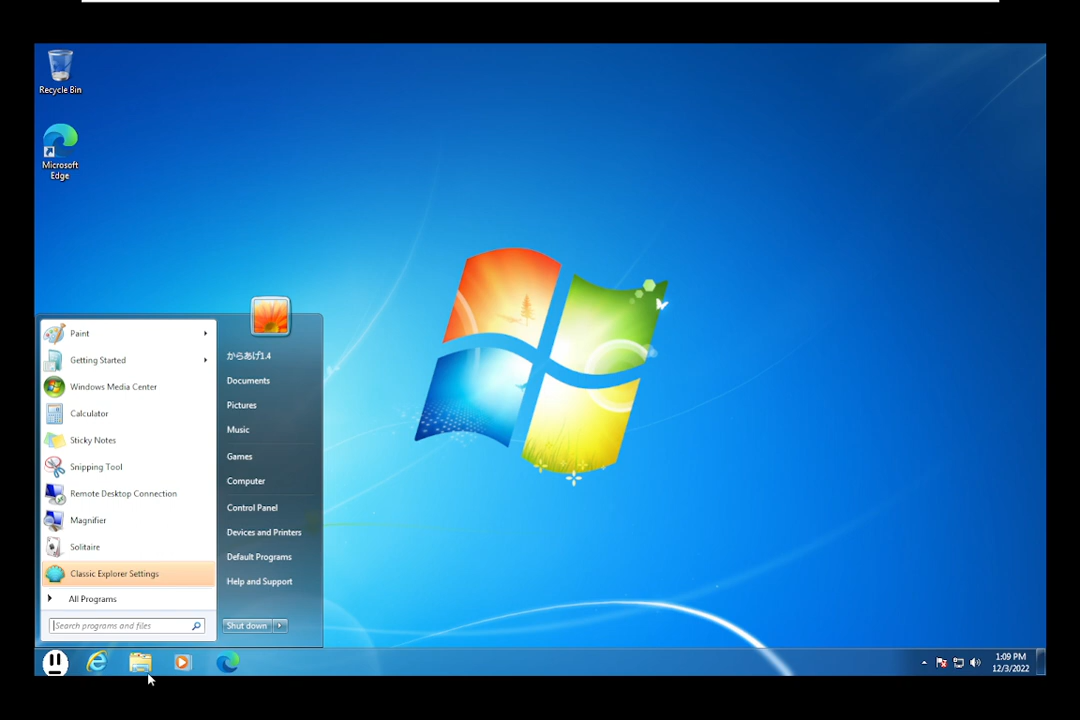 Recycle Bin
Microsoft
Edge
Paint
Getting Started
Windows Media Center
Calculator
Sticky Notes
Snipping Tool
Remote Desktop Connection
Magnifier
Solitaire
Classic Explorer Settings
All Programs
Search programs and files
からあげ1.4
Documents
Pictures
Music
Games
Computer
Control Panel
Devices and Printers
Default Programs
Help and Support
Shut down
1:09 PM
12/3/2022